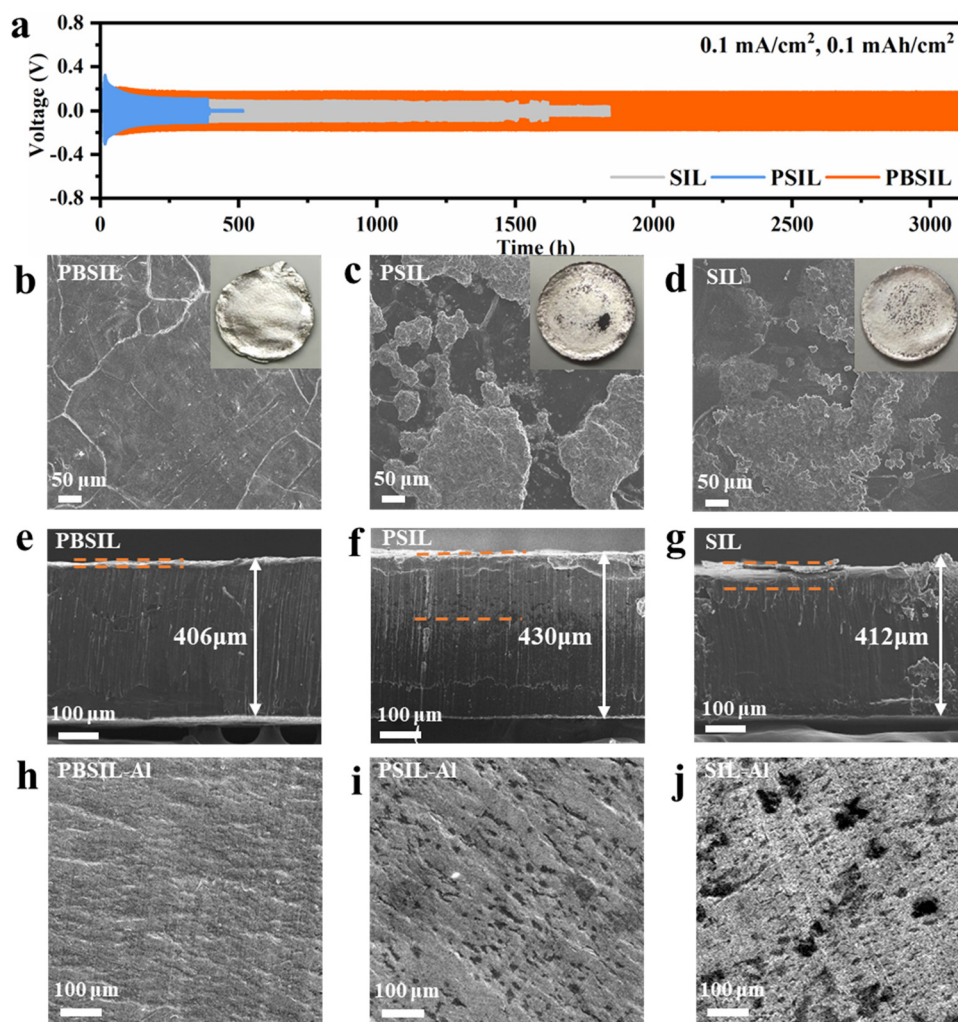 a
0.1 mA/cm², 0.1 mAh/cm²
Voltage (V)
0.8
0.4
0.0
-0.4
-0.8
SIL PSIL PBSIL
0 500 1000 1500 2000 2500 3000
Time (h)
b PBSIL
50 μm
c PSIL
50 μm
d SIL
50 μm
e PBSIL
406μm
100 μm
f PSIL
430μm
100 μm
g SIL
412μm
100 μm
h PBSIL-Al
100 μm
i PSIL-Al
100 μm
j SIL-Al
100 μm